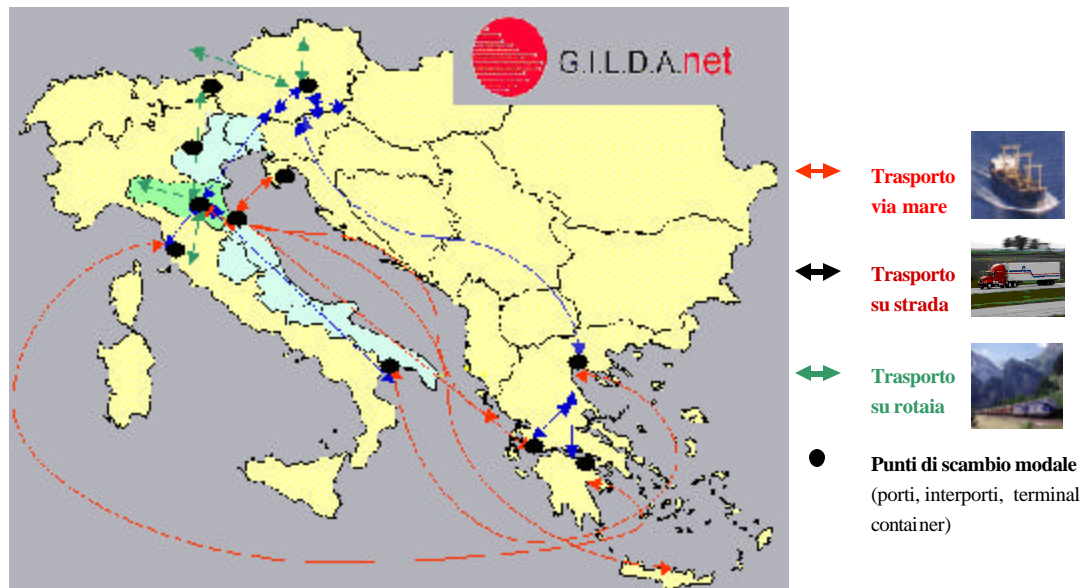 G.I.L.D.A.net
Trasporto
via mare
Trasporto
su strada
Trasporto
su rotaia
Punti di scambio modale
(porti, interporti, terminal
container)